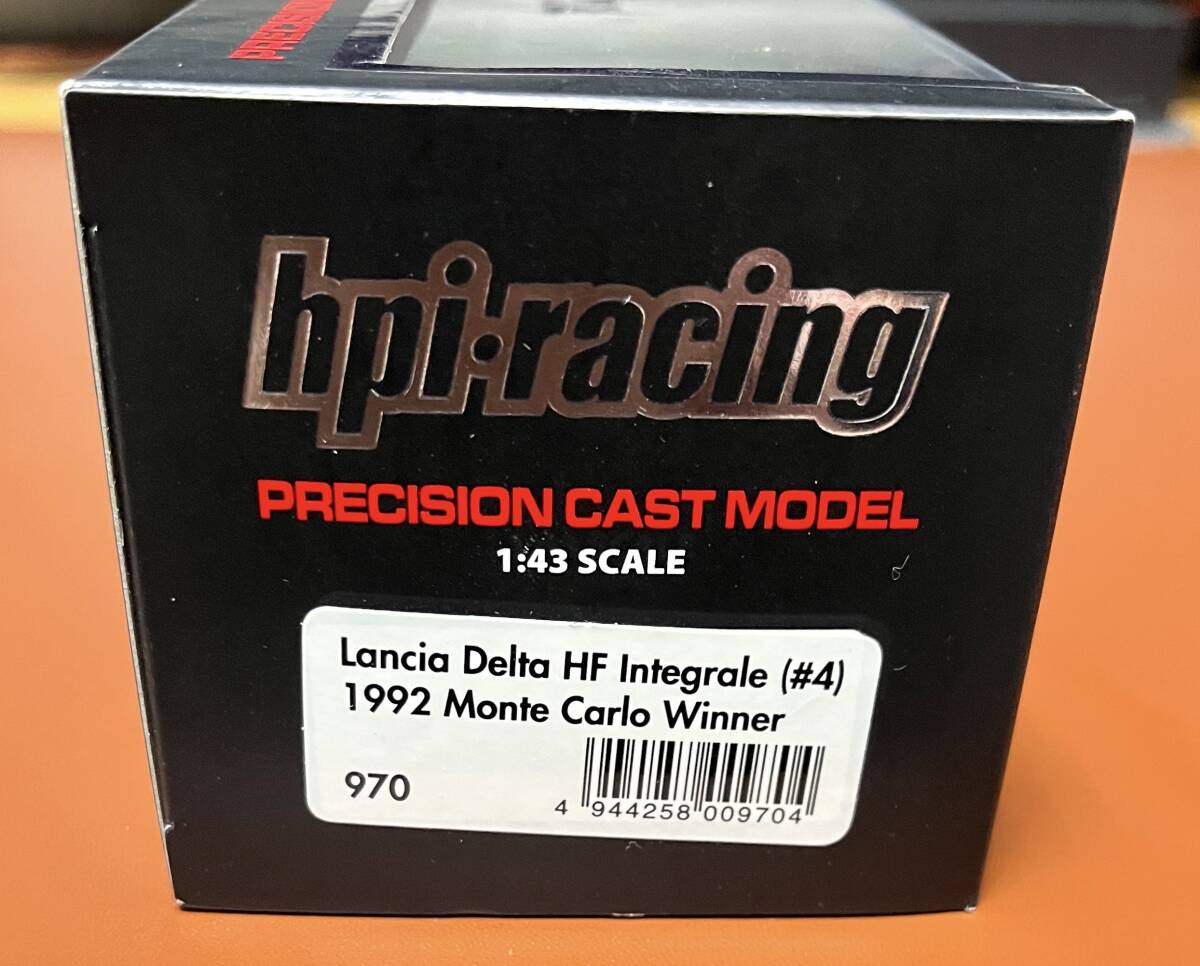 PRECISION
hpi·racing
PRECISION CAST MODEL
1:43 SCALE
Lancia Delta HF Integrale (#4)
1992 Monte Carlo Winner
970
4 944258 009704